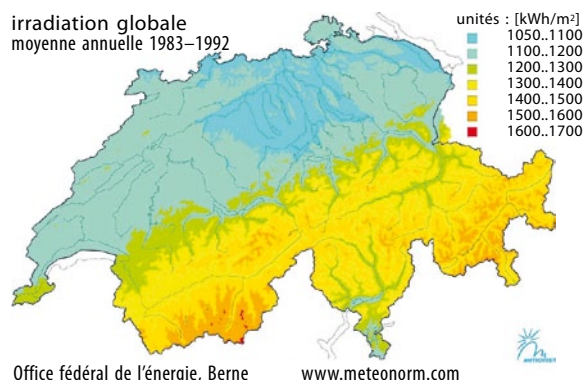 irradiation globale
moyenne annuelle 1983–1992
unités : [kWh/m²]
1050..1100
1100..1200
1200..1300
1300..1400
1400..1500
1500..1600
1600..1700
METEOTEST
Office fédéral de l'énergie, Berne
www.meteonorm.com